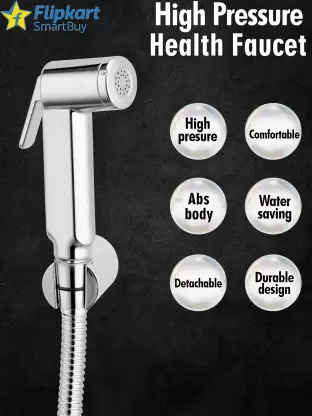 Flipkart
SmartBuy
High Pressure
Health Faucet
High
presure
Comfortable
Abs
body
Water
saving
Detachable
Durable
design